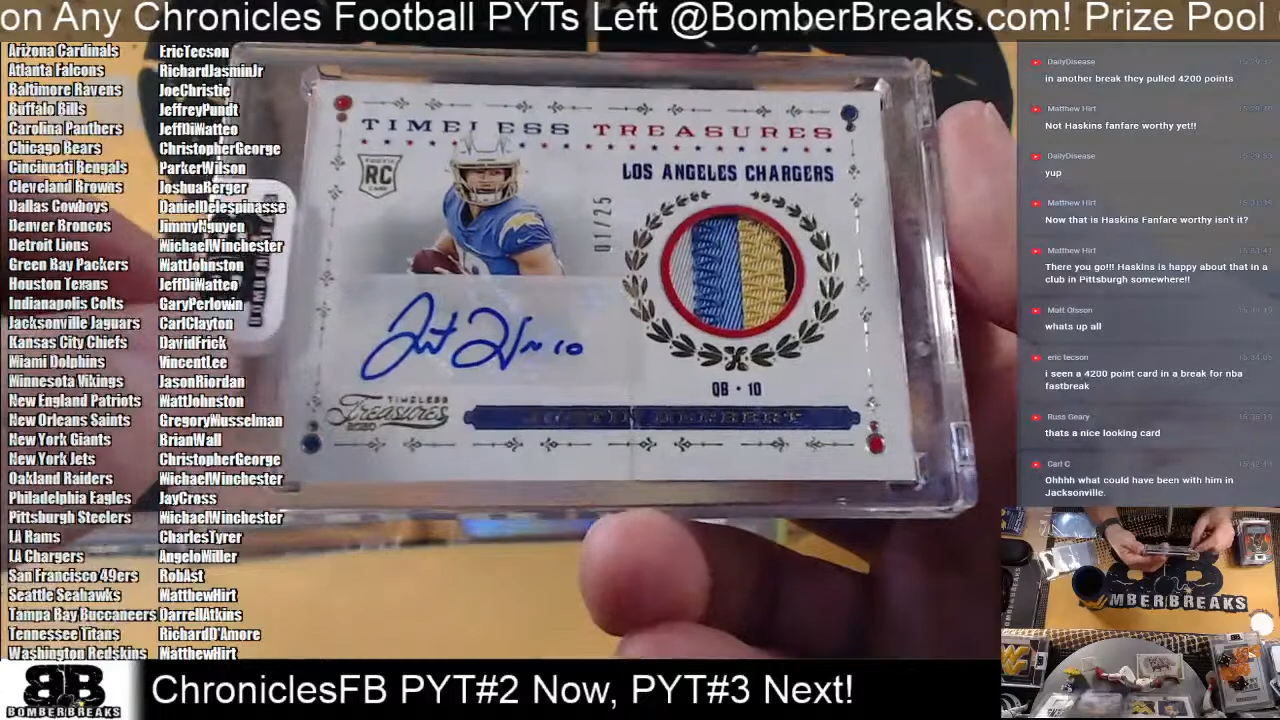 on Any Chronicles Football PYTs Left @BomberBreaks.com! Prize Pool
Arizona Cardinals EricTecson
Atlanta Falcons RichardJasminJr
Baltimore Ravens JoeChristie
Buffalo Bills JeffreyPundt
Carolina Panthers JeffDiMatteo
Chicago Bears ChristopherGeorge
Cincinnati Bengals ParkerWilson
Cleveland Browns JoshuaBerger
Dallas Cowboys DanielDelespinasse
Denver Broncos JimmyNguyen
Detroit Lions MichaelWinchester
Green Bay Packers WattJohnston
Houston Texans JeffDiMatteo
Indianapolis Colts GaryPerlowin
Jacksonville Jaguars CarlClayton
Kansas City Chiefs DavidFrick
Miami Dolphins VincentLee
Minnesota Vikings JasonRiordan
New England Patriots WattJohnston
New Orleans Saints GregoryMusselman
New York Giants BrianWall
New York Jets ChristopherGeorge
Oakland Raiders MichaelWinchester
Philadelphia Eagles JayCross
Pittsburgh Steelers MichaelWinchester
LA Rams CharlesTyrer
LA Chargers AngeloMiller
San Francisco 49ers RobAst
Seattle Seahawks MatthewHirt
Tampa Bay Buccaneers DarrellAtkins
Tennessee Titans RichardD'Amore
Washington Redskins MatthewHirt
TIMELESS TREASURES
RC
LOS ANGELES CHARGERS
01/25
10
QB · 10
TIMELESS
Treasures
2020
JUSTIN HERBERT
DailyDisease
in another break they pulled 4200 points
Matthew Hirt
Not Haskins fanfare worthy yet!!
DailyDisease
yup
Matthew Hirt
Now that is Haskins Fanfare worthy isn't it?
Matthew Hirt
There you go!!! Haskins is happy about that in a
club in Pittsburgh somewhere!!
Matt Olsson
whats up all
eric tecson
i seen a 4200 point card in a break for nba
fastbreak
Russ Geary
thats a nice looking card
Carl C
Ohhhh what could have been with him in
Jacksonville.
MBERBREAKS
BB
BOMBERBREAKS
ChroniclesFB PYT#2 Now, PYT#3 Next!